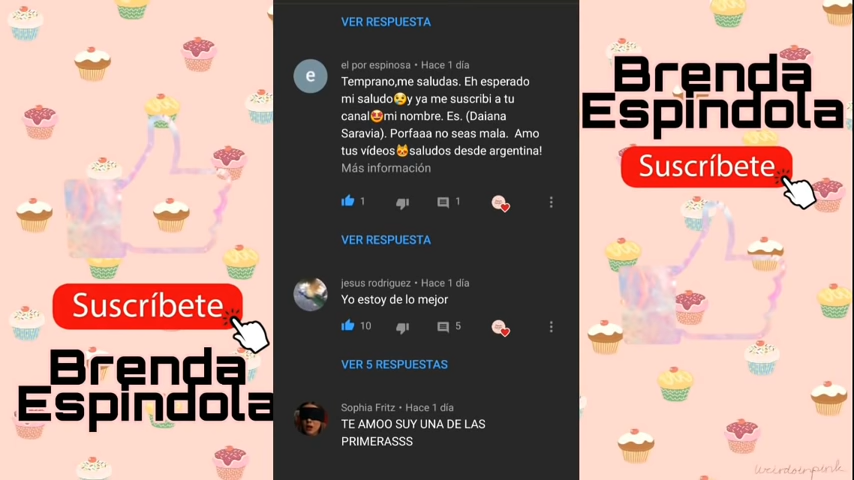 VER RESPUESTA
el por espinosa • Hace 1 día
Temprano,me saludas. Eh esperado
mi saludo😢y ya me suscribi a tu
canal😍mi nombre. Es. (Daiana
Saravia). Porfaaa no seas mala. Amo
tus vídeos😸saludos desde argentina!
Más información
1
1
VER RESPUESTA
jesus rodriguez • Hace 1 día
Yo estoy de lo mejor
10
5
VER 5 RESPUESTAS
Sophia Fritz • Hace 1 día
TE AMOO SUY UNA DE LAS
PRIMERASSS
e
Suscríbete
Brenda
Espíndola
Brenda
Espíndola
Suscríbete
weirdoinpink